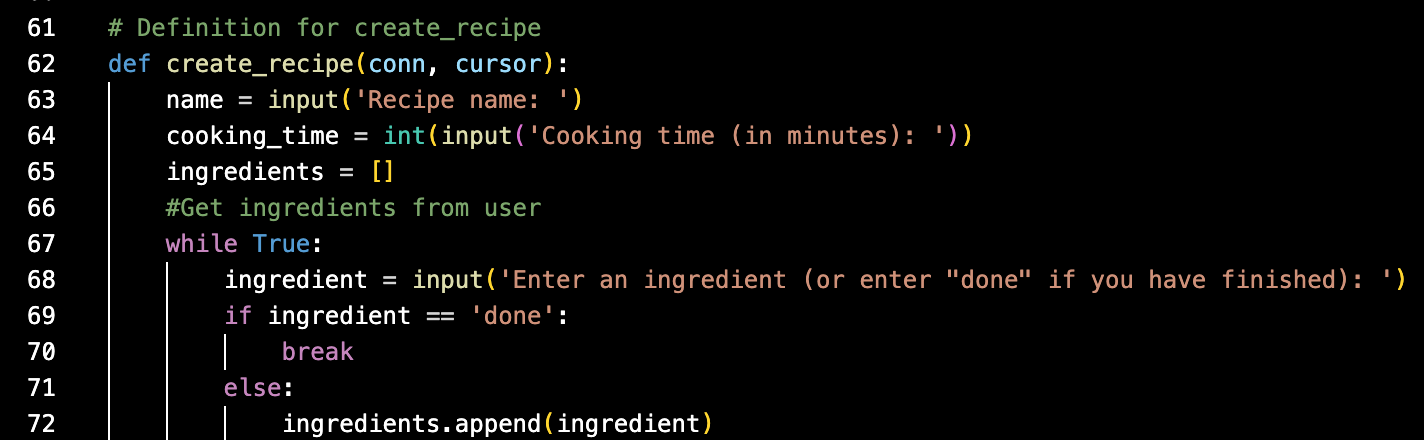 61 # Definition for create_recipe
62 def create_recipe(conn, cursor):
63 name = input('Recipe name: ')
64 cooking_time = int(input('Cooking time (in minutes): '))
65 ingredients = []
66 #Get ingredients from user
67 while True:
68 ingredient = input('Enter an ingredient (or enter "done" if you have finished): ')
69 if ingredient == 'done':
70 break
71 else:
72 ingredients.append(ingredient)